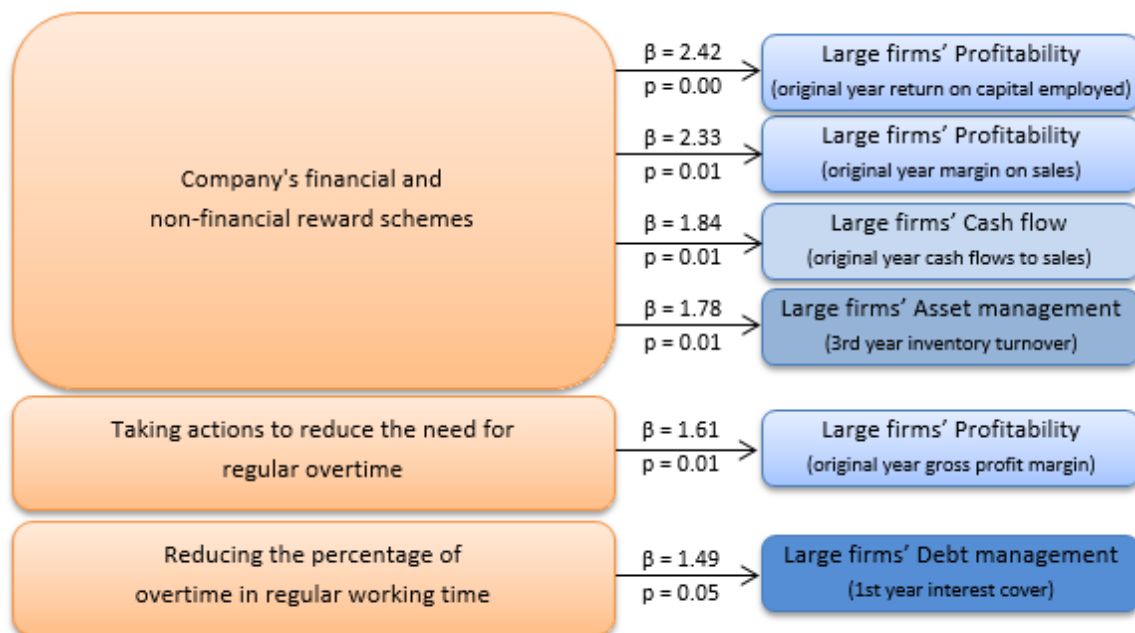 Company's financial and
non-financial reward schemes
β = 2.42
p = 0.00
Large firms’ Profitability
(original year return on capital employed)
β = 2.33
p = 0.01
Large firms’ Profitability
(original year margin on sales)
β = 1.84
p = 0.01
Large firms’ Cash flow
(original year cash flows to sales)
β = 1.78
p = 0.01
Large firms’ Asset management
(3rd year inventory turnover)
Taking actions to reduce the need for
regular overtime
β = 1.61
p = 0.01
Large firms’ Profitability
(original year gross profit margin)
Reducing the percentage of
overtime in regular working time
β = 1.49
p = 0.05
Large firms’ Debt management
(1st year interest cover)